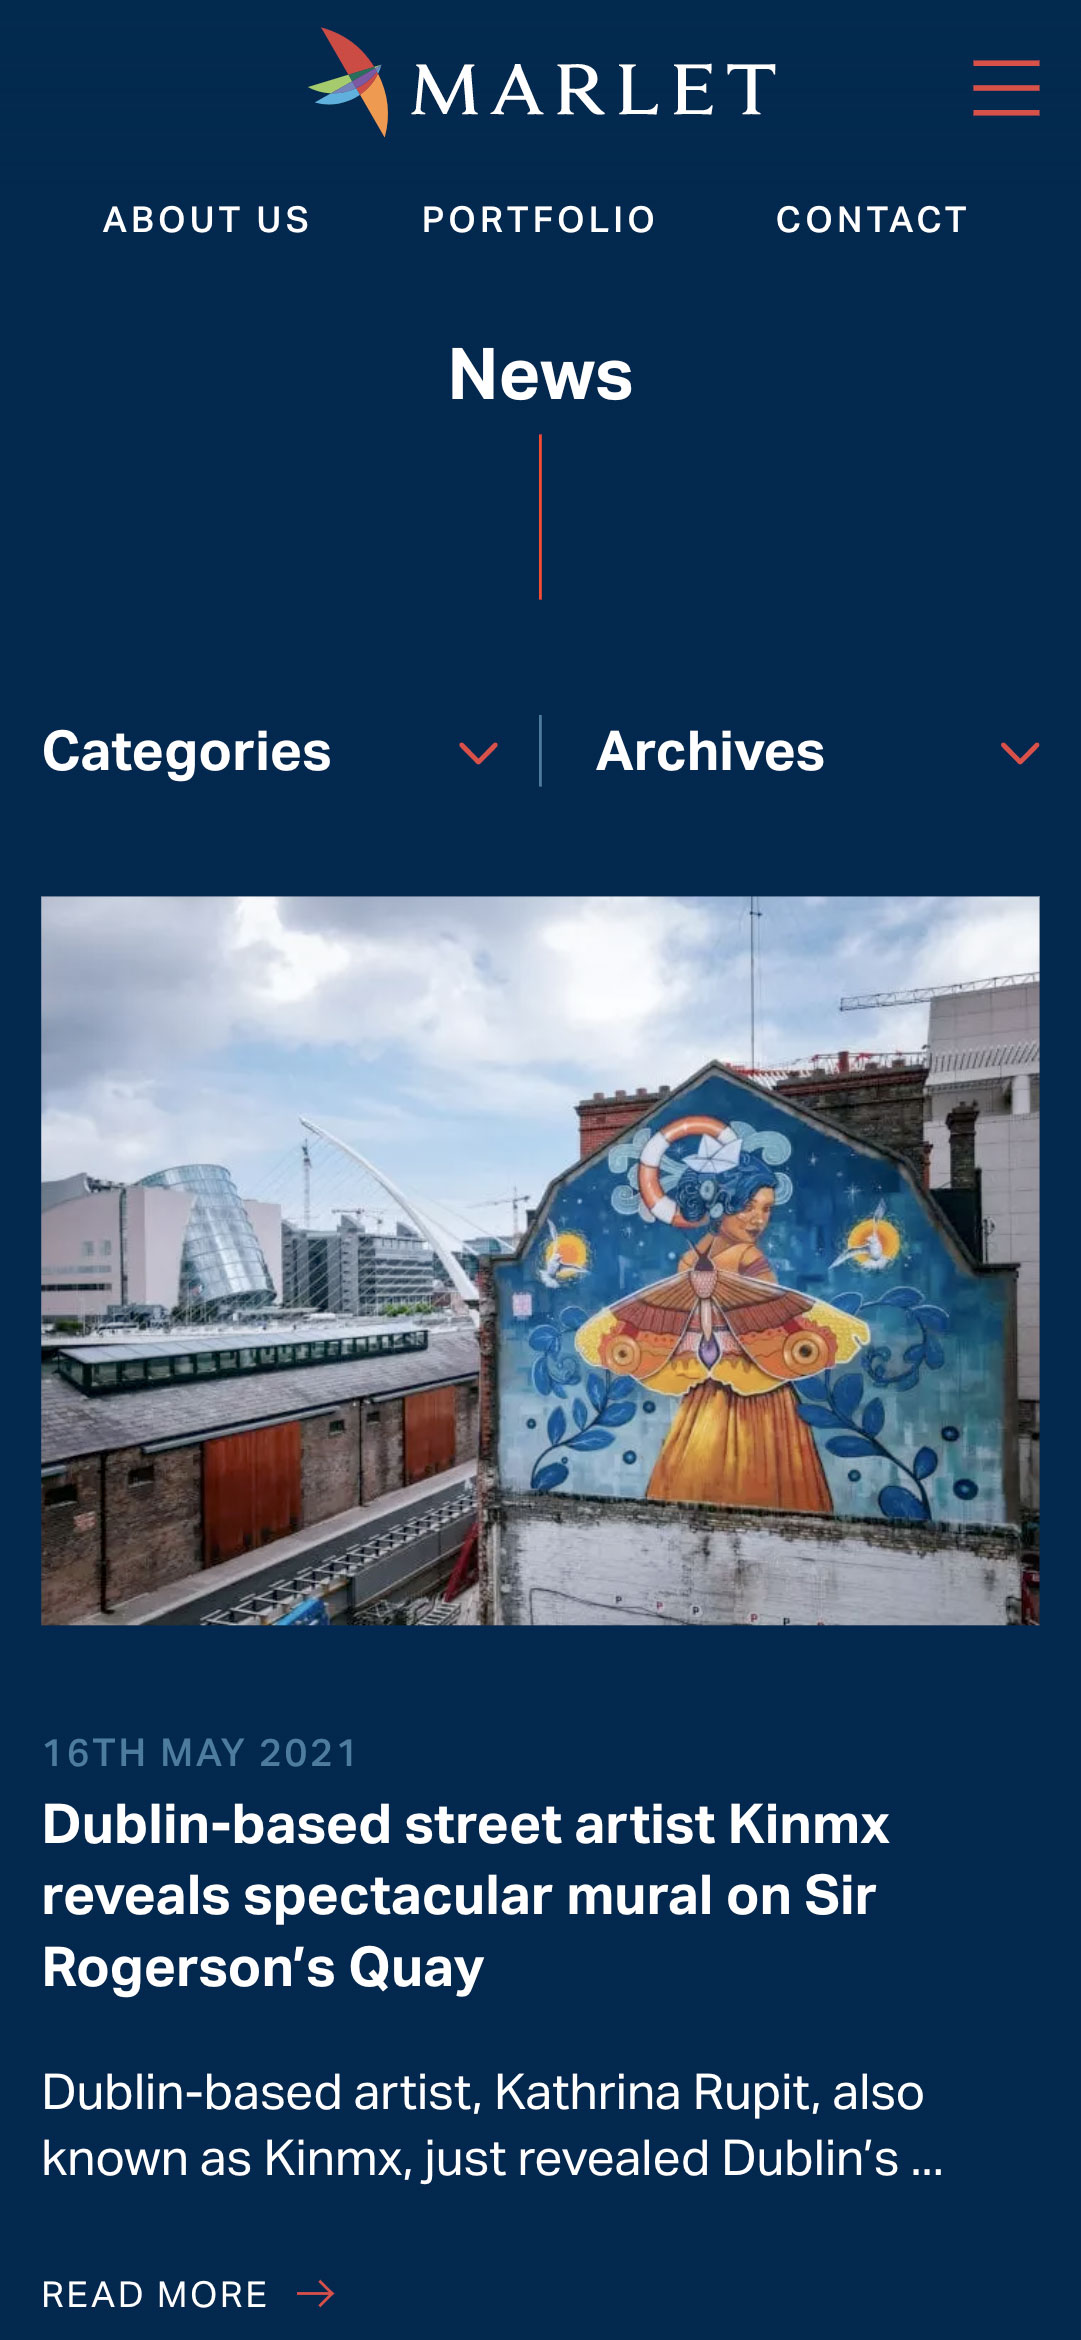 MARLET
ABOUT US
PORTFOLIO
CONTACT
News
Categories
Archives
P
P
P
P
P
P
16TH MAY 2021
Dublin-based street artist Kinmx
reveals spectacular mural on Sir
Rogerson’s Quay
Dublin-based artist, Kathrina Rupit, also
known as Kinmx, just revealed Dublin’s ...
READ MORE